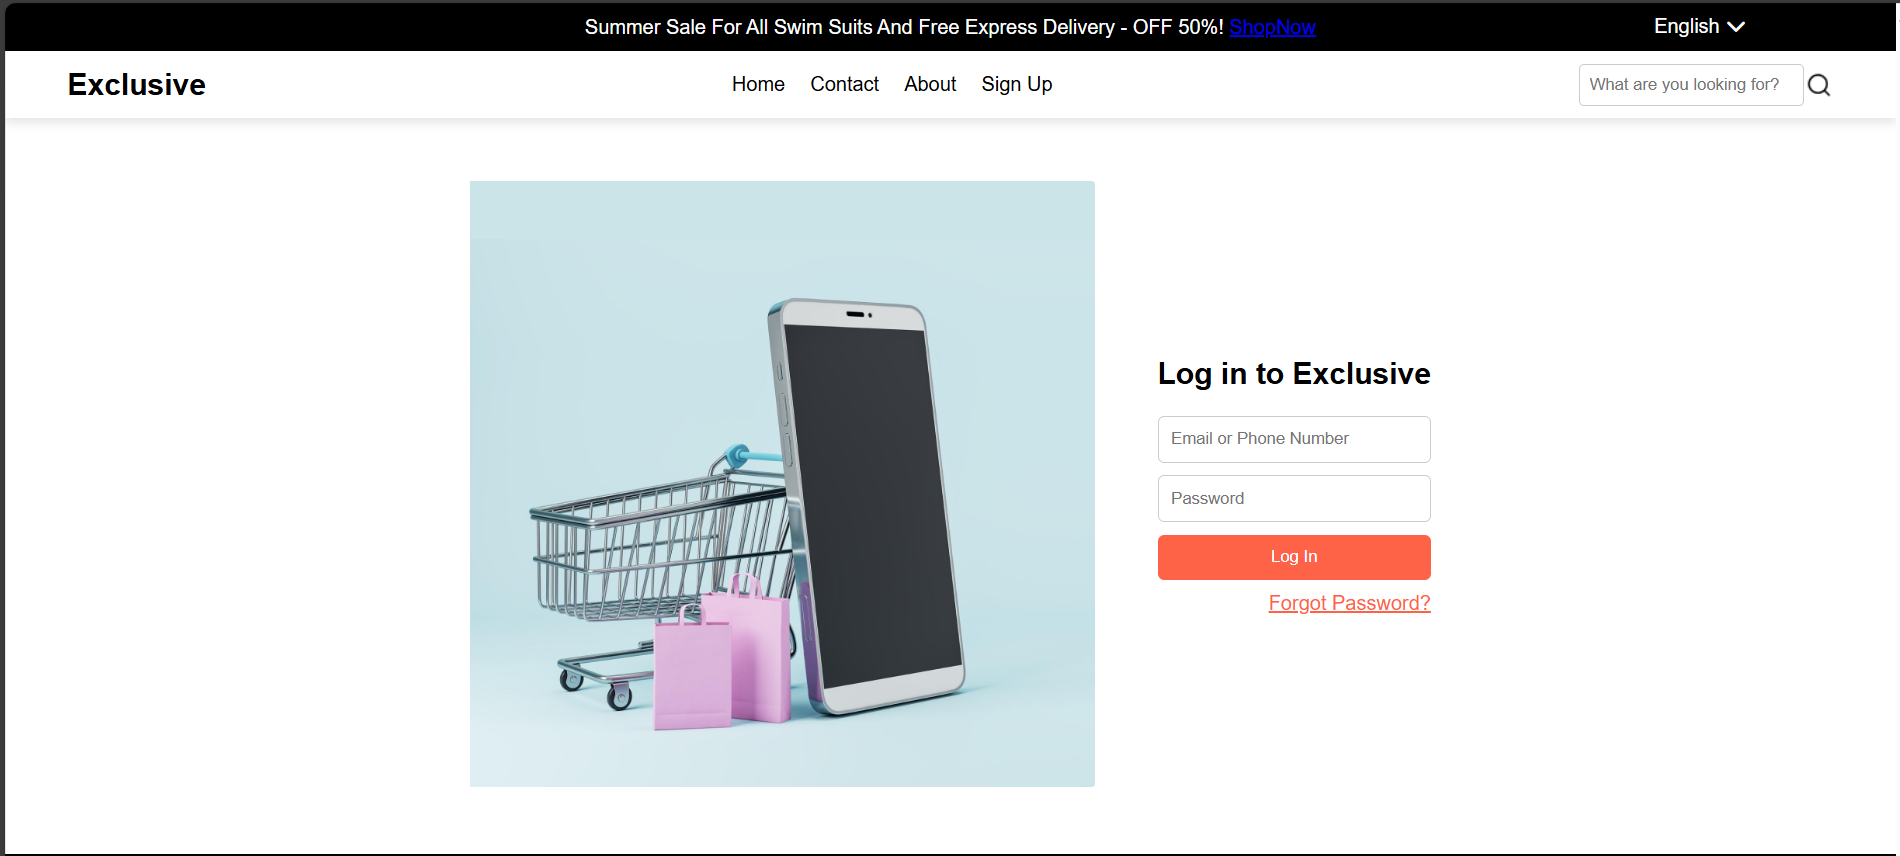 Summer Sale For All Swim Suits And Free Express Delivery - OFF 50%! ShopNow
English
Exclusive
Home Contact About Sign Up
What are you looking for?
Log in to Exclusive
Email or Phone Number
Password
Log In
Forgot Password?